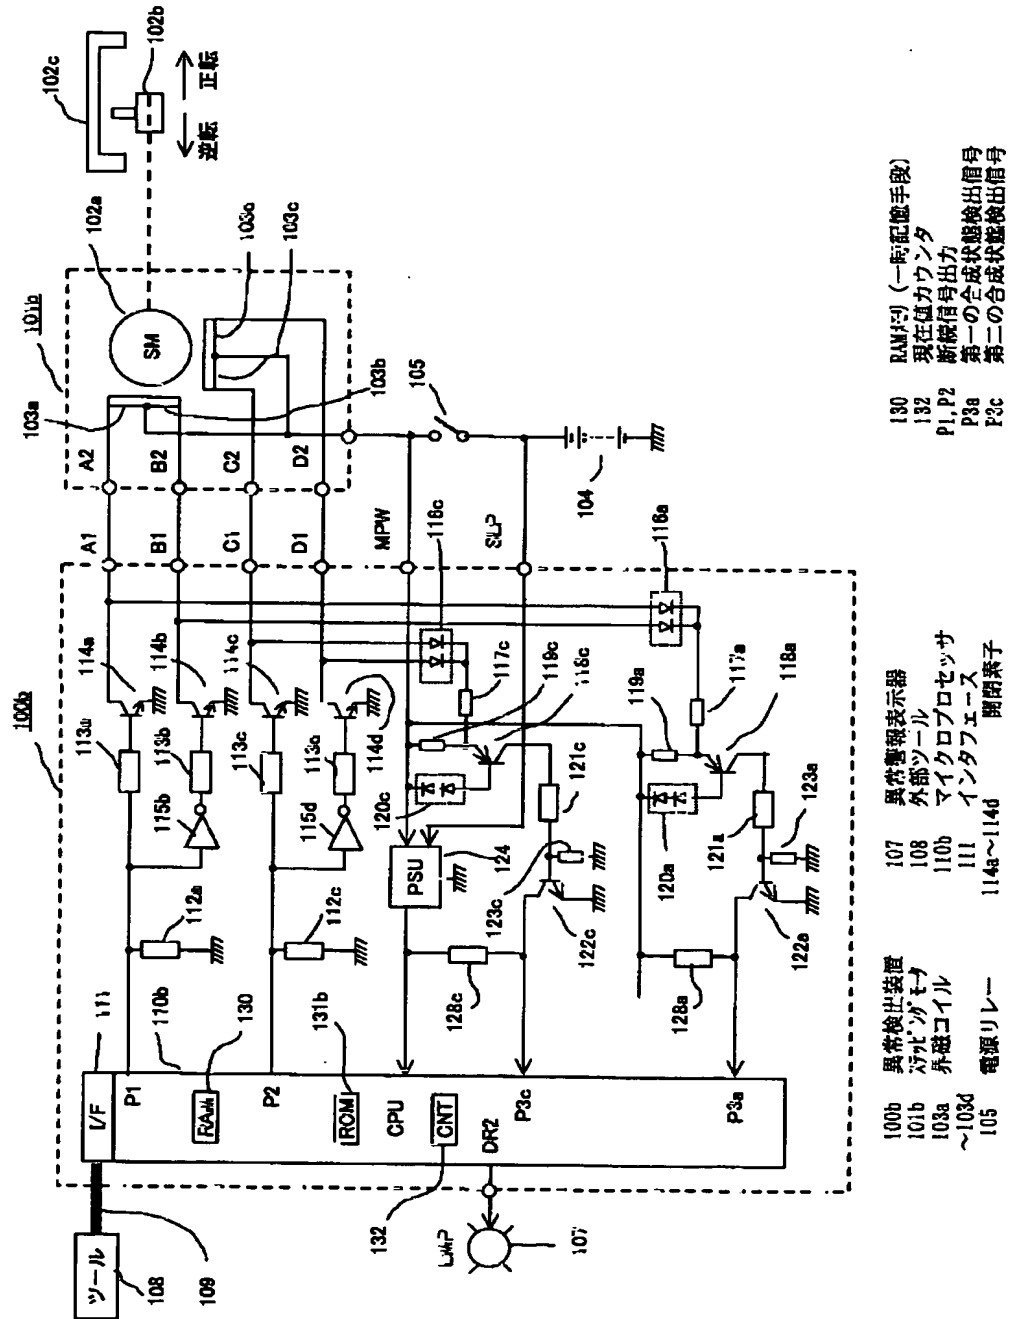 ツール
108
109
111
I/F
110b
P1
RAM
130
P2
ROM
131b
CPU
CNT
132
DR2
P3c
P3a
107
100b
112a
115b
113b
114a
114b
112c
115d
113c
114c
114d
PSU
124
120c
123c
122c
128c
121c
118c
119c
117c
116c
128a
122a
123a
121a
120a
118a
119a
117a
116a
A1
B1
C1
D1
MPW
A2
B2
C2
D2
101b
103a
103b
103c
SM
102a
102b
102c
逆転
正転
105
104
100b 異常検出装置
101b ステッピングモータ
103a 界磁コイル
~103d
105 電源リレー
107 異常警報表示器
108 外部ツール
110b マイクロプロセッサ
111 インタフェース
114a~114d 開閉素子
130 RAMメモリ(一時記憶手段)
132 現在値カウンタ
P1,P2 断続信号出力
P3a 第一の合成状態検出信号
P3c 第二の合成状態検出信号